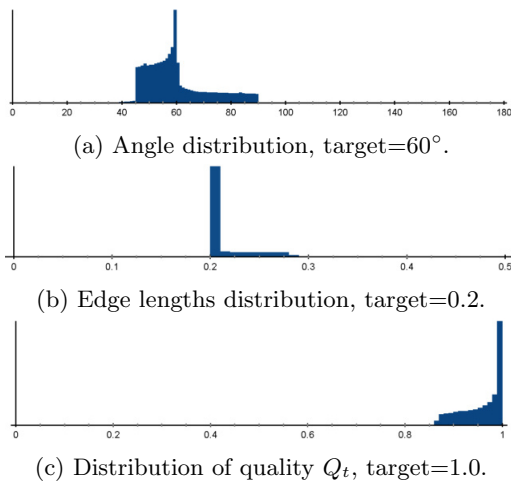 0 20 40 60 80 100 120 140 160 180
(a) Angle distribution, target=60°.
0 0.1 0.2 0.3 0.4 0.5
(b) Edge lengths distribution, target=0.2.
0 0.2 0.4 0.6 0.8 1
(c) Distribution of quality Qt, target=1.0.